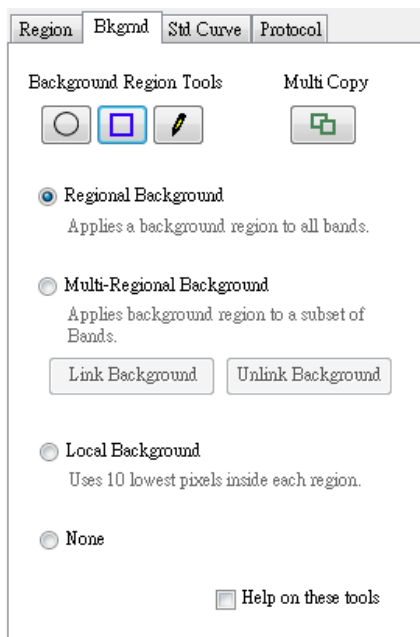 Region Bkgrnd Std Curve Protocol
Background Region Tools Multi Copy
Regional Background
Applies a background region to all bands.
Multi-Regional Background
Applies background region to a subset of
Bands.
Link Background Unlink Background
Local Background
Uses 10 lowest pixels inside each region.
None
Help on these tools